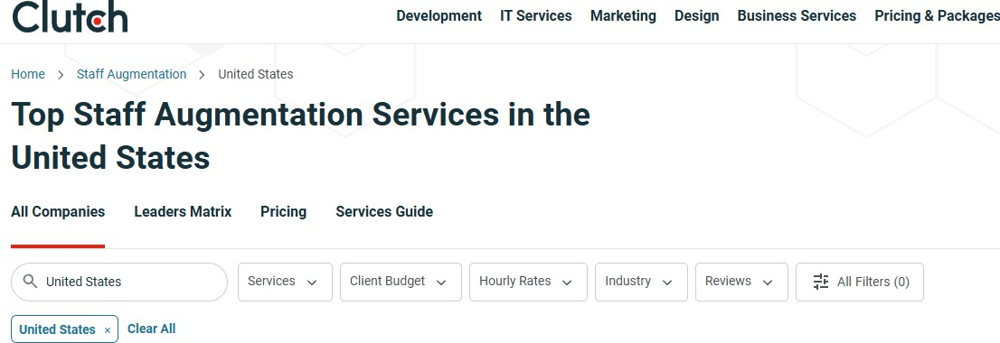 Clutch
Development IT Services Marketing Design Business Services Pricing & Packages
Home > Staff Augmentation > United States
Top Staff Augmentation Services in the
United States
All Companies Leaders Matrix Pricing Services Guide
United States Services Client Budget Hourly Rates Industry Reviews All Filters (0)
United States × Clear All